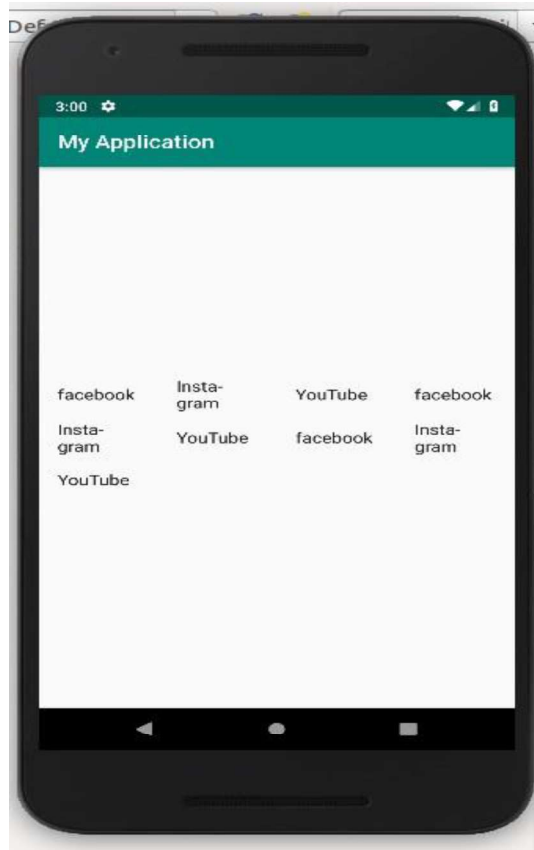 3:00
My Application
facebook Insta-
gram YouTube facebook
Insta-
gram YouTube facebook Insta-
gram
YouTube